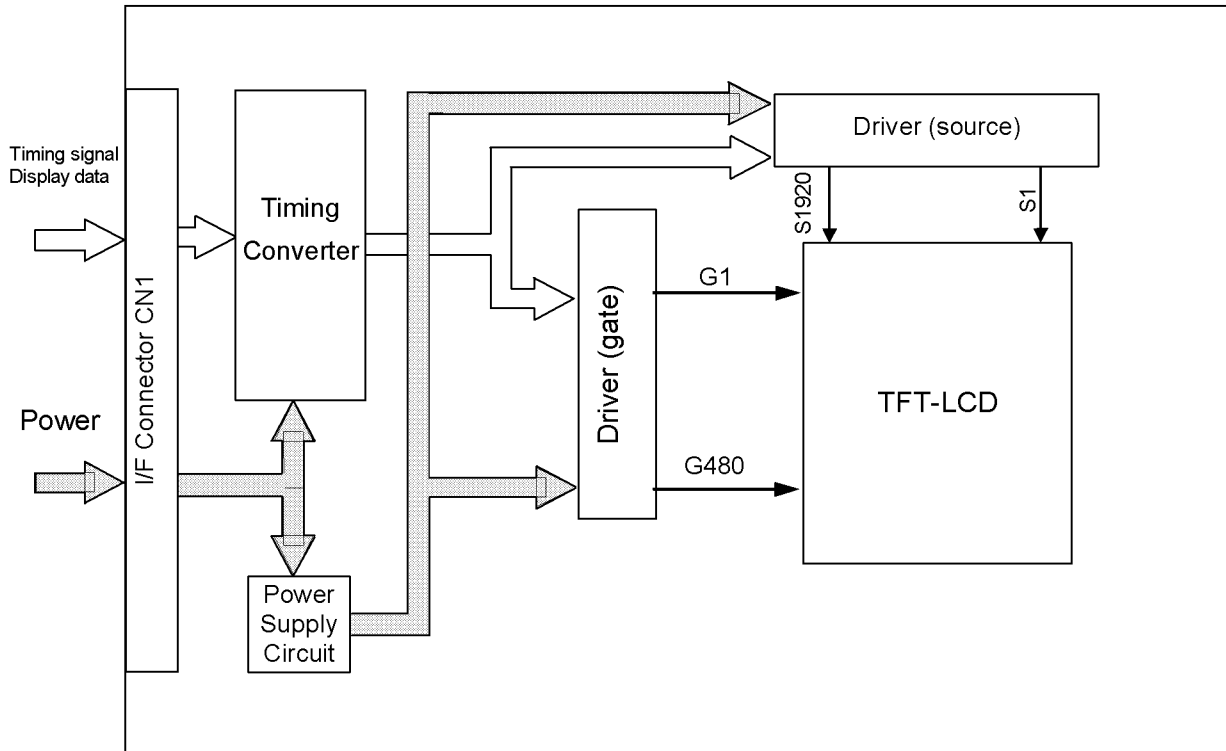 Timing signal
Display data
Power
I/F Connector CN1
Timing
Converter
Power
Supply
Circuit
Driver (gate)
Driver (source)
S1920
S1
G1
G480
TFT-LCD